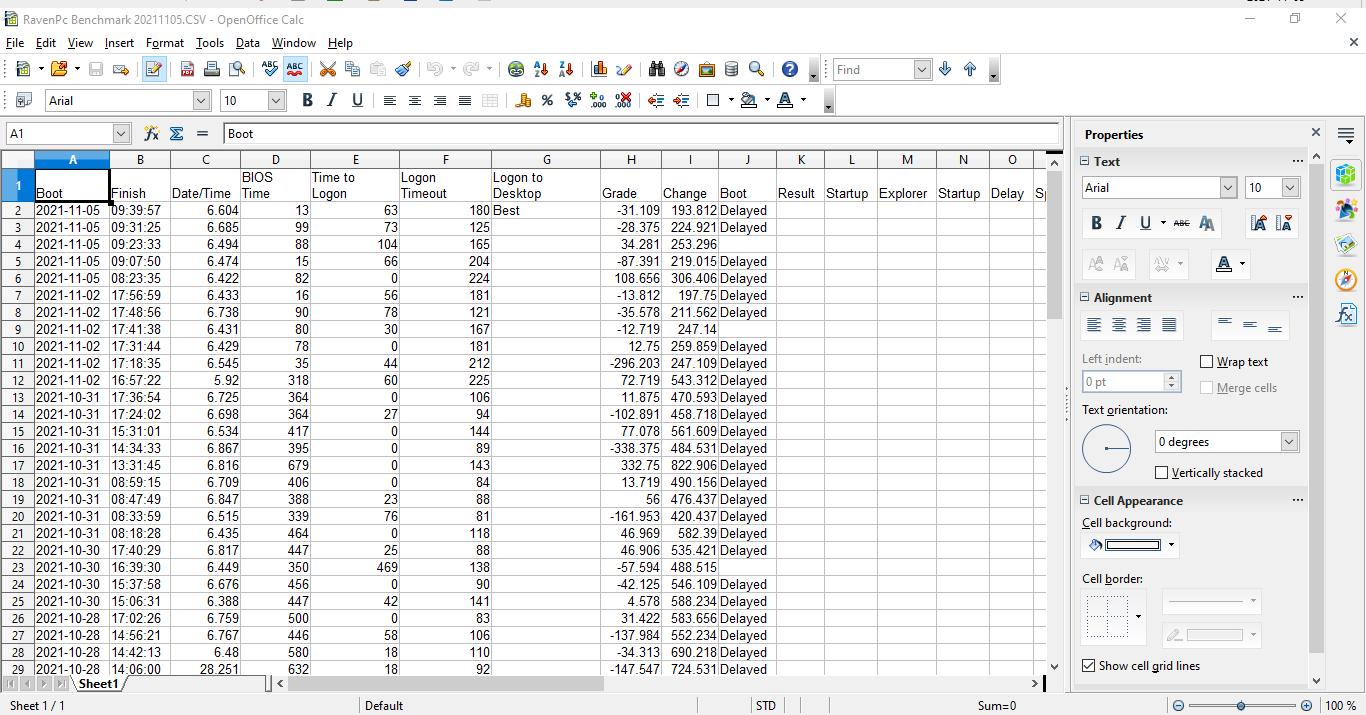 RavenPc Benchmark 20211105.CSV - OpenOffice Calc
File Edit View Insert Format Tools Data Window Help
Find
Arial 10
A1 Boot
A B C D E F G H I J K L M N O
1 Boot Finish Date/Time BIOS Time Time to Logon Logon Timeout Logon to Desktop Grade Change Boot Result Startup Explorer Startup Delay
2 2021-11-05 09:39:57 6.604 13 63 180 Best -31.109 193.812 Delayed
3 2021-11-05 09:31:25 6.685 99 73 125 -28.375 224.921 Delayed
4 2021-11-05 09:23:33 6.494 88 104 165 34.281 253.296
5 2021-11-05 09:07:50 6.474 15 66 204 -87.391 219.015 Delayed
6 2021-11-05 08:23:35 6.422 82 0 224 108.656 306.406 Delayed
7 2021-11-02 17:56:59 6.433 16 56 181 -13.812 197.75 Delayed
8 2021-11-02 17:48:56 6.738 90 78 121 -35.578 211.562 Delayed
9 2021-11-02 17:41:38 6.431 80 30 167 -12.719 247.14
10 2021-11-02 17:31:44 6.429 78 0 181 12.75 259.859 Delayed
11 2021-11-02 17:18:35 6.545 35 44 212 -296.203 247.109 Delayed
12 2021-11-02 16:57:22 5.92 318 60 225 72.719 543.312 Delayed
13 2021-10-31 17:36:54 6.725 364 0 106 11.875 470.593 Delayed
14 2021-10-31 17:24:02 6.698 364 27 94 -102.891 458.718 Delayed
15 2021-10-31 15:31:01 6.534 417 0 144 77.078 561.609 Delayed
16 2021-10-31 14:34:33 6.867 395 0 89 -338.375 484.531 Delayed
17 2021-10-31 13:31:45 6.816 679 0 143 332.75 822.906 Delayed
18 2021-10-31 08:59:15 6.709 406 0 84 13.719 490.156 Delayed
19 2021-10-31 08:47:49 6.847 388 23 88 56 476.437 Delayed
20 2021-10-31 08:33:59 6.515 339 76 81 -161.953 420.437 Delayed
21 2021-10-31 08:18:28 6.435 464 0 118 46.969 582.39 Delayed
22 2021-10-30 17:40:29 6.817 447 25 88 46.906 535.421 Delayed
23 2021-10-30 16:39:30 6.449 350 469 138 -57.594 488.515
24 2021-10-30 15:37:58 6.676 456 0 90 -42.125 546.109 Delayed
25 2021-10-30 15:06:31 6.388 447 42 141 4.578 588.234 Delayed
26 2021-10-28 17:02:26 6.759 500 0 83 31.422 583.656 Delayed
27 2021-10-28 14:56:21 6.767 446 58 106 -137.984 552.234 Delayed
28 2021-10-28 14:42:13 6.48 580 18 110 -34.313 690.218 Delayed
29 2021-10-28 14:06:00 28.251 632 18 92 -147.547 724.531 Delayed
Sheet1
Sheet 1 / 1 Default STD Sum=0 100 %
Properties
Text
Arial 10
B I U ABC
Alignment
Left indent:
0 pt
Wrap text
Merge cells
Text orientation:
0 degrees
Vertically stacked
Cell Appearance
Cell background:
Cell border:
Show cell grid lines